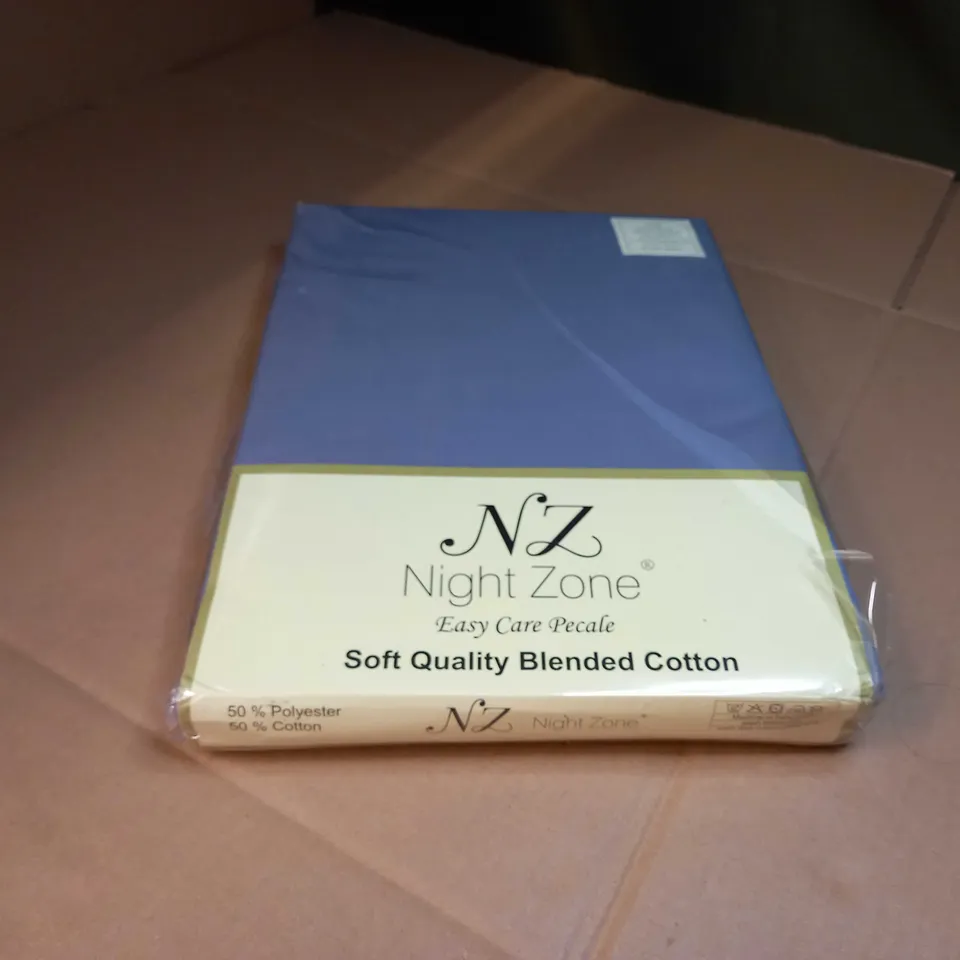 NZ
Night Zone®
Easy Care Pecale
Soft Quality Blended Cotton
50 % Polyester
50 % Cotton
NZ Night Zone®